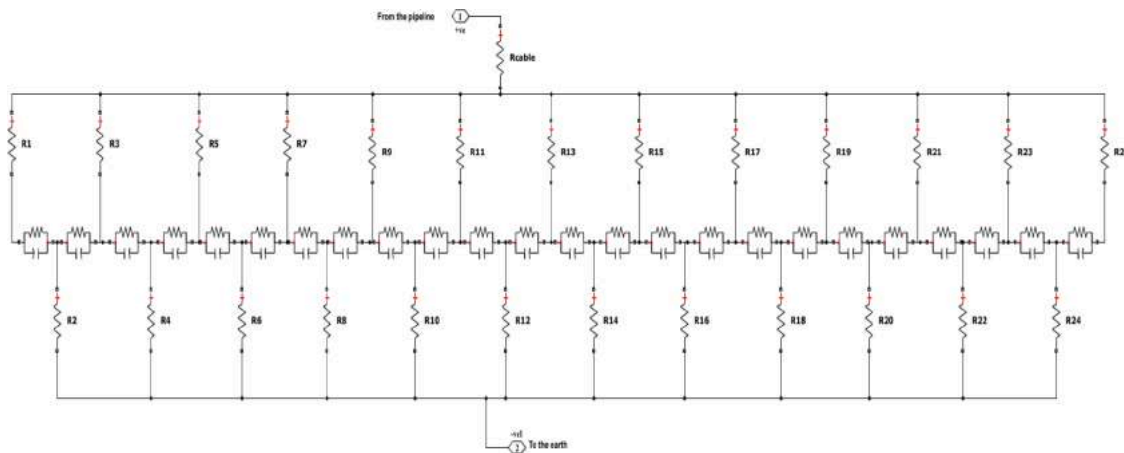 From the pipeline
1
+ve
Rcable
R1
R3
R5
R7
R9
R11
R13
R15
R17
R19
R21
R23
R2
R2
R4
R6
R8
R10
R12
R14
R16
R18
R20
R22
R24
2
To the earth